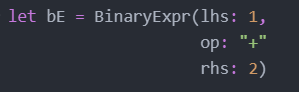 let bE = BinaryExpr(lhs: 1,
op: "+"
rhs: 2)